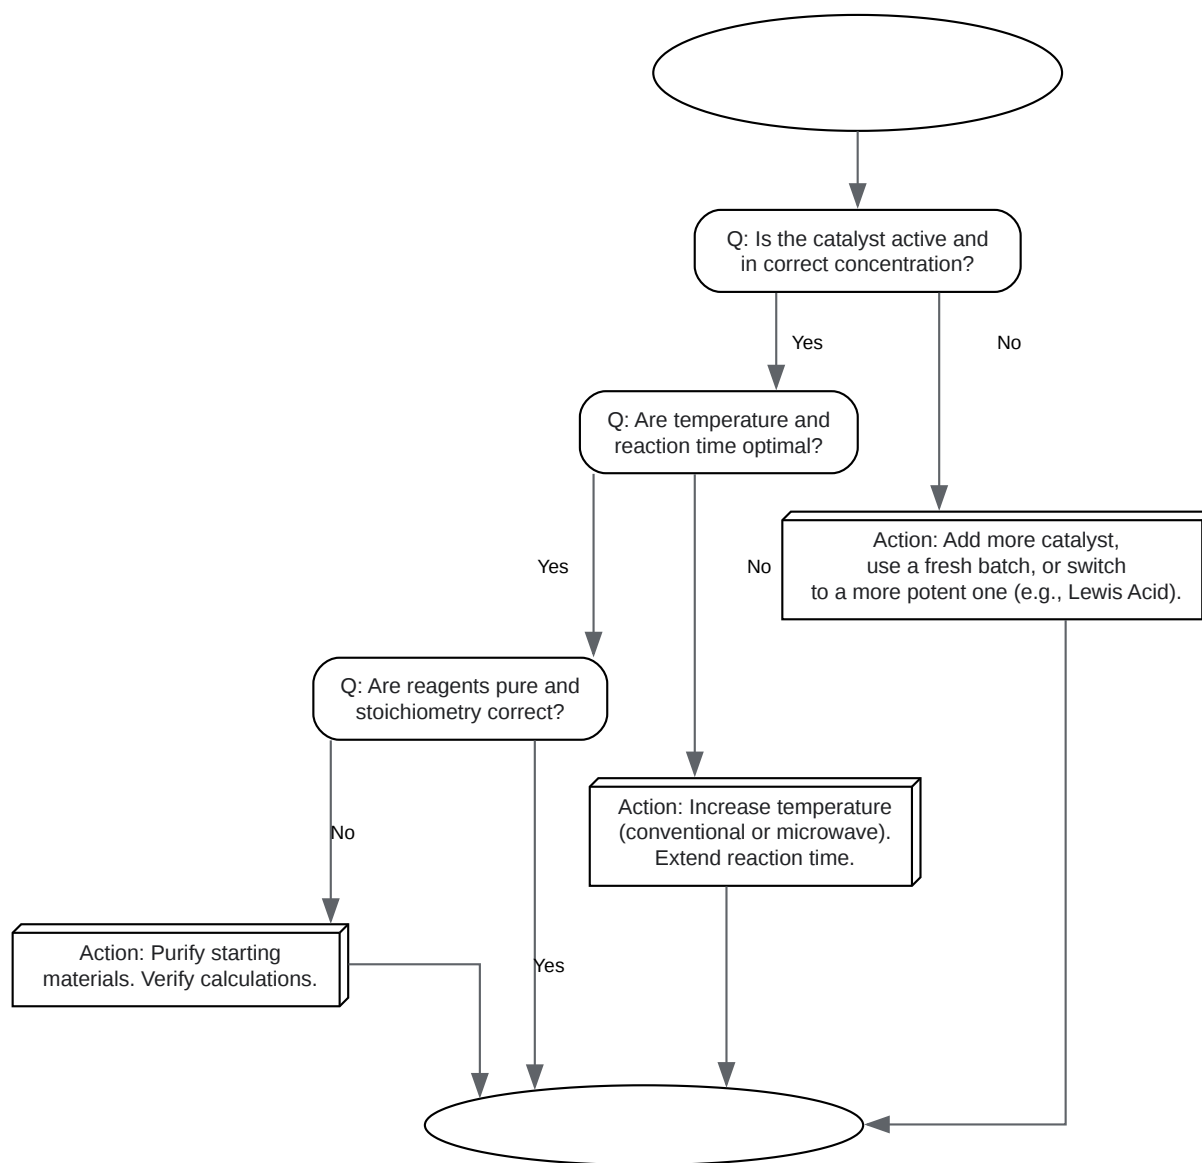 Q: Is the catalyst active and
in correct concentration?
Yes
No
Q: Are temperature and
reaction time optimal?
Yes
No
Action: Add more catalyst,
use a fresh batch, or switch
to a more potent one (e.g., Lewis Acid).
Q: Are reagents pure and
stoichiometry correct?
Action: Increase temperature
(conventional or microwave).
Extend reaction time.
No
Yes
Action: Purify starting
materials. Verify calculations.